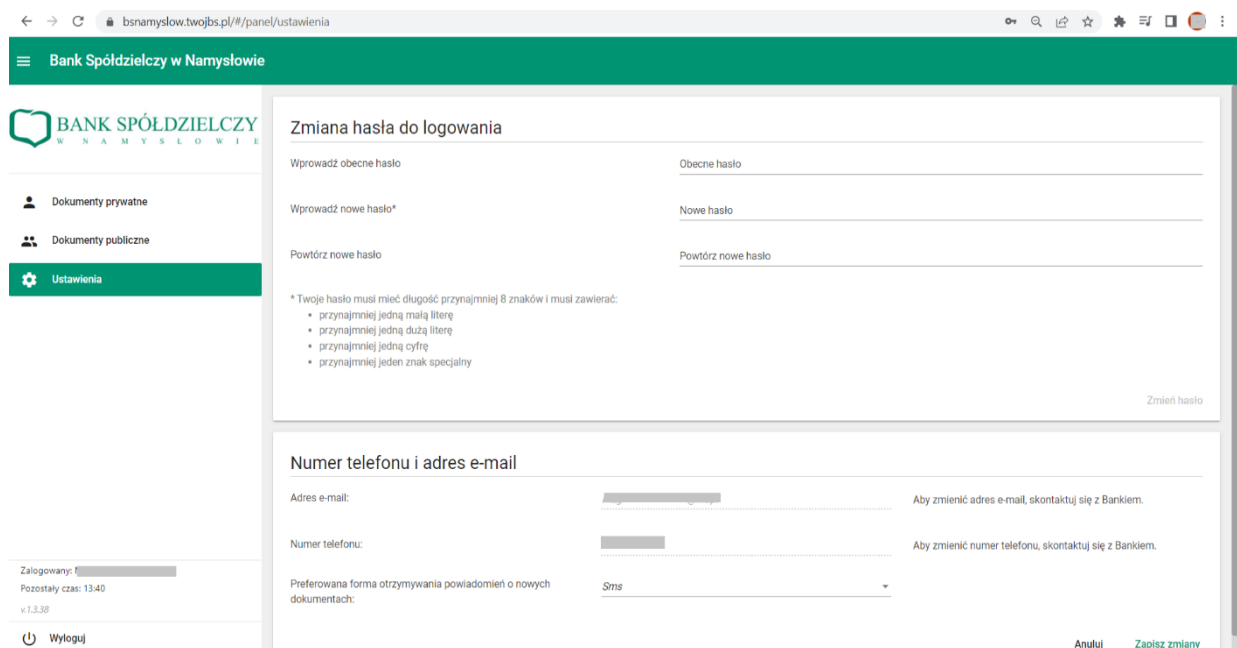 bsnamyslow.twojbs.pl/#/panel/ustawienia
Bank Spółdzielczy w Namysłowie
BANK SPÓŁDZIELCZY
W NAMYSŁOWIE
Dokumenty prywatne
Dokumenty publiczne
Ustawienia
Zalogowany:
Pozostały czas: 13:40
v.1.3.38
Wyloguj
Zmiana hasła do logowania
Wprowadź obecne hasło
Obecne hasło
Wprowadź nowe hasło*
Nowe hasło
Powtórz nowe hasło
Powtórz nowe hasło
* Twoje hasło musi mieć długość przynajmniej 8 znaków i musi zawierać:
• przynajmniej jedną małą literę
• przynajmniej jedną dużą literę
• przynajmniej jedną cyfrę
• przynajmniej jeden znak specjalny
Zmień hasło
Numer telefonu i adres e-mail
Adres e-mail:
Aby zmienić adres e-mail, skontaktuj się z Bankiem.
Numer telefonu:
Aby zmienić numer telefonu, skontaktuj się z Bankiem.
Preferowana forma otrzymywania powiadomień o nowych
dokumentach:
Sms
Anuluj
Zapisz zmiany